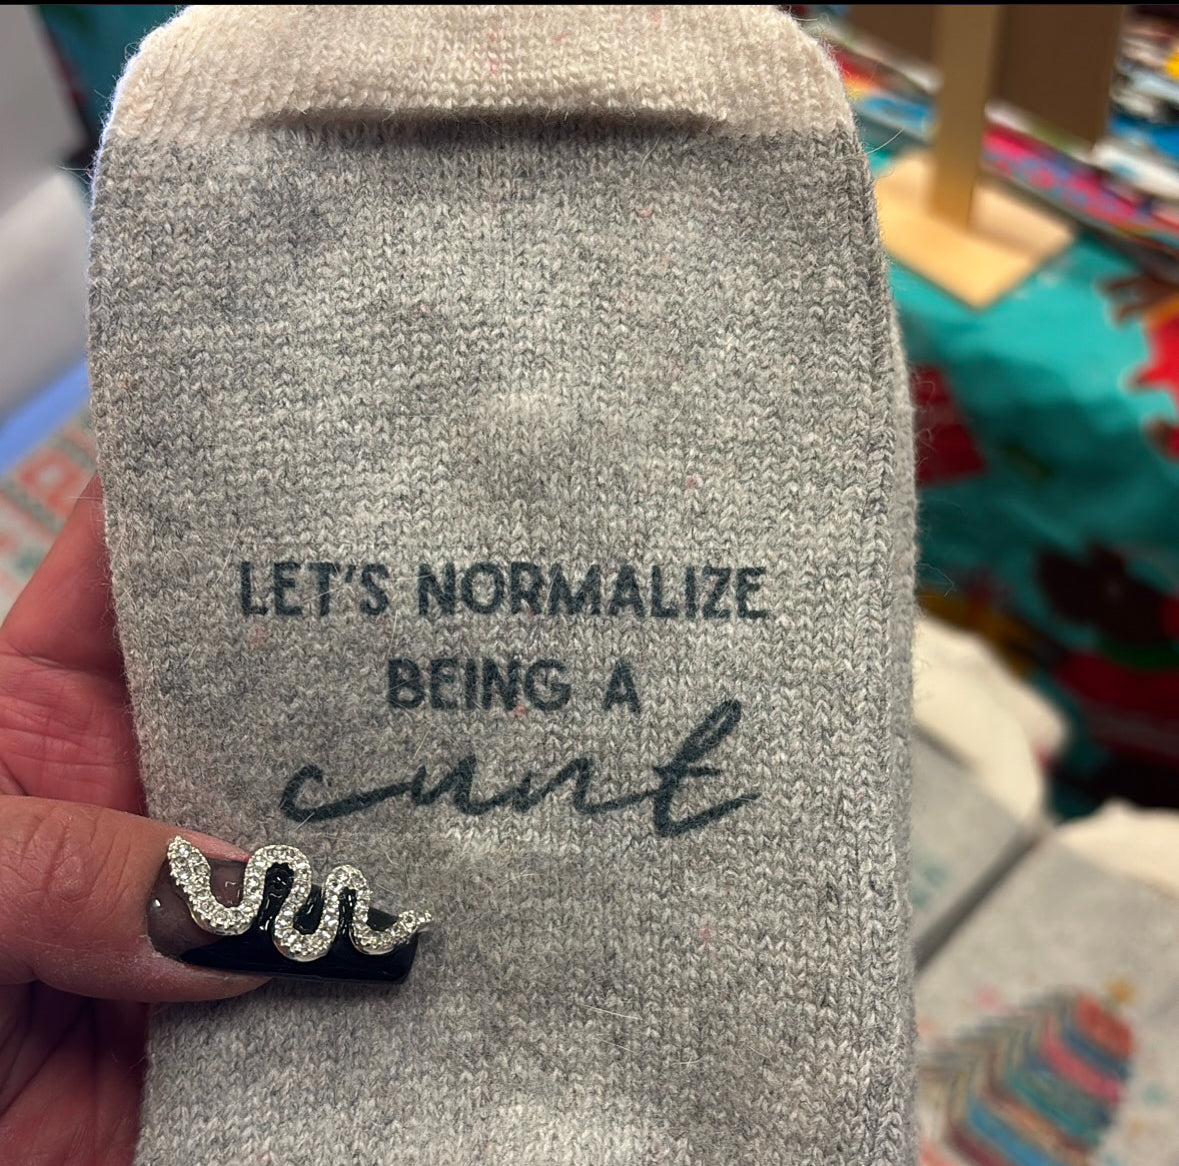 LET'S NORMALIZE
BEING A
cunt